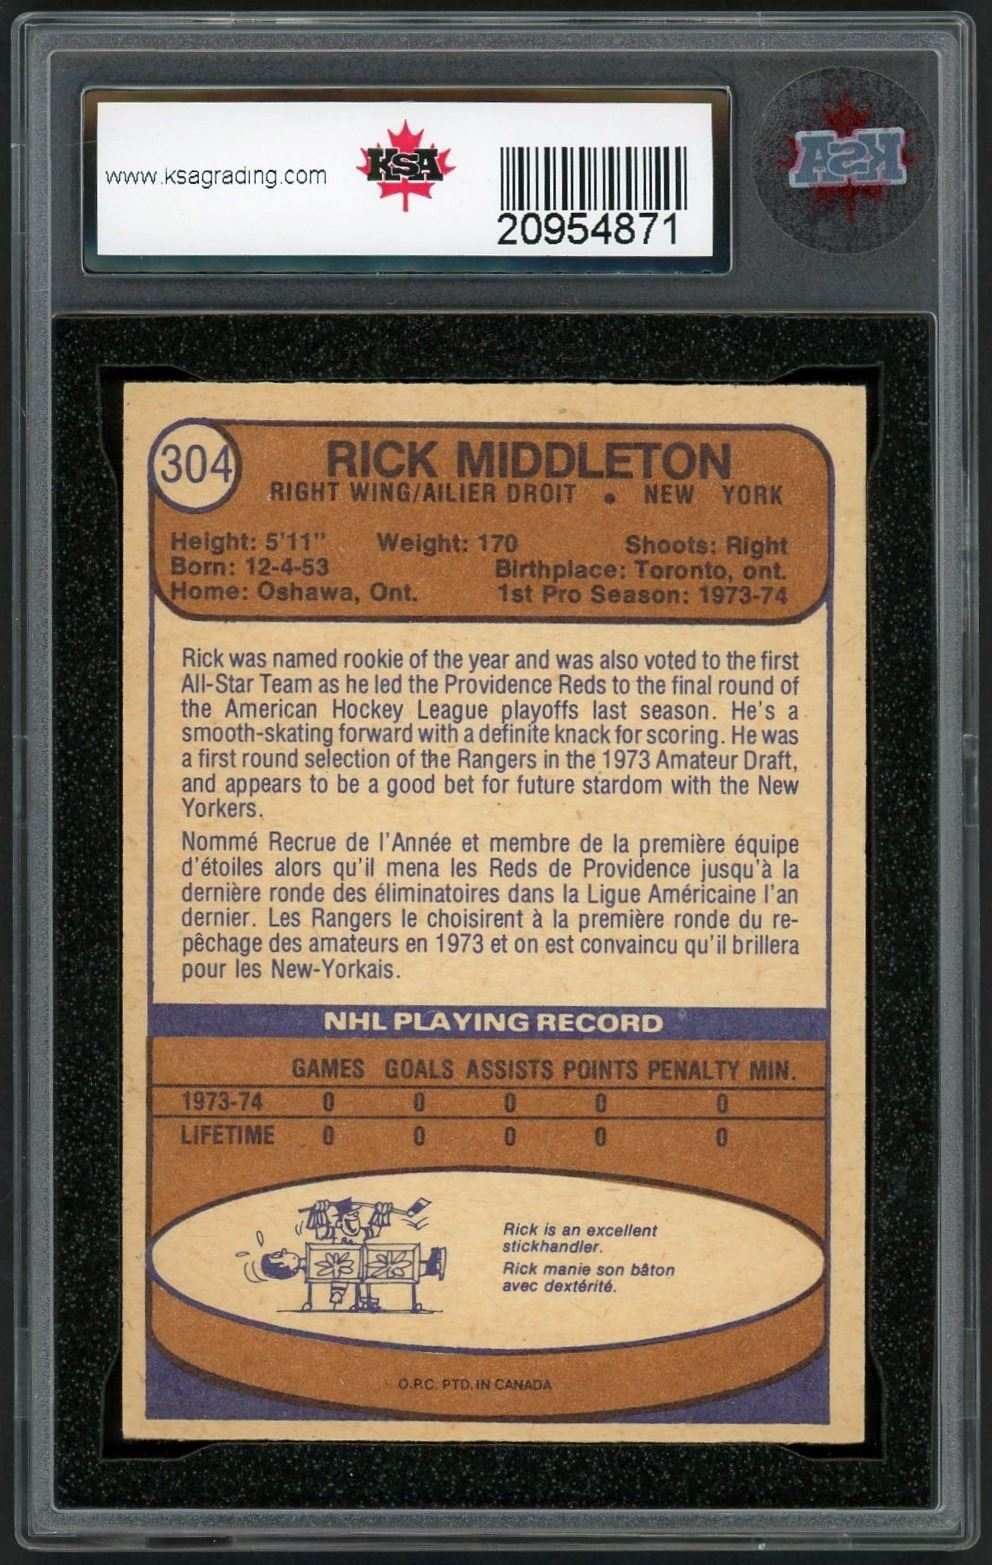 www.ksagrading.com
KSA
20954871
KSA
304
RICK MIDDLETON
RIGHT WING/AILIER DROIT • NEW YORK
Height: 5'11" Weight: 170 Shoots: Right
Born: 12-4-53 Birthplace: Toronto, ont.
Home: Oshawa, Ont. 1st Pro Season: 1973-74
Rick was named rookie of the year and was also voted to the first
All-Star Team as he led the Providence Reds to the final round of
the American Hockey League playoffs last season. He's a
smooth-skating forward with a definite knack for scoring. He was
a first round selection of the Rangers in the 1973 Amateur Draft,
and appears to be a good bet for future stardom with the New
Yorkers.
Nommé Recrue de l'Année et membre de la première équipe
d'étoiles alors qu'il mena les Reds de Providence jusqu'à la
dernière ronde des éliminatoires dans la Ligue Américaine l'an
dernier. Les Rangers le choisirent à la première ronde du re-
pêchage des amateurs en 1973 et on est convaincu qu'il brillera
pour les New-Yorkais.
NHL PLAYING RECORD
GAMES GOALS ASSISTS POINTS PENALTY MIN.
1973-74 0 0 0 0 0
LIFETIME 0 0 0 0 0
Rick is an excellent
stickhandler.
Rick manie son bâton
avec dextérité.
O.P.C. PTD. IN CANADA